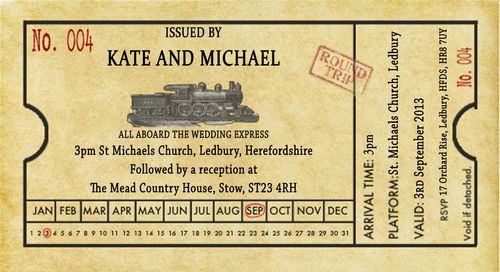 No. 004
ISSUED BY
KATE AND MICHAEL
ROUND
TRIP
ALL ABOARD THE WEDDING EXPRESS
3pm St Michaels Church, Ledbury, Herefordshire
Followed by a reception at
The Mead Country House, Stow, ST23 4RH
JAN FEB MAR APR MAY JUN JUL AUG SEP OCT NOV DEC
1 2 3 4 5 6 7 8 9 10 11 12 13 14 15 16 17 18 19 20 21 22 23 24 25 26 27 28 29 30 31
ARRIVAL TIME: 3pm
PLATFORM:St. Michaels Church, Ledbury
VALID: 3RD September 2013
RSVP 17 Orchard Rise, Ledbury, HFDS, HR8 7UY
No. 004
Void if detached.